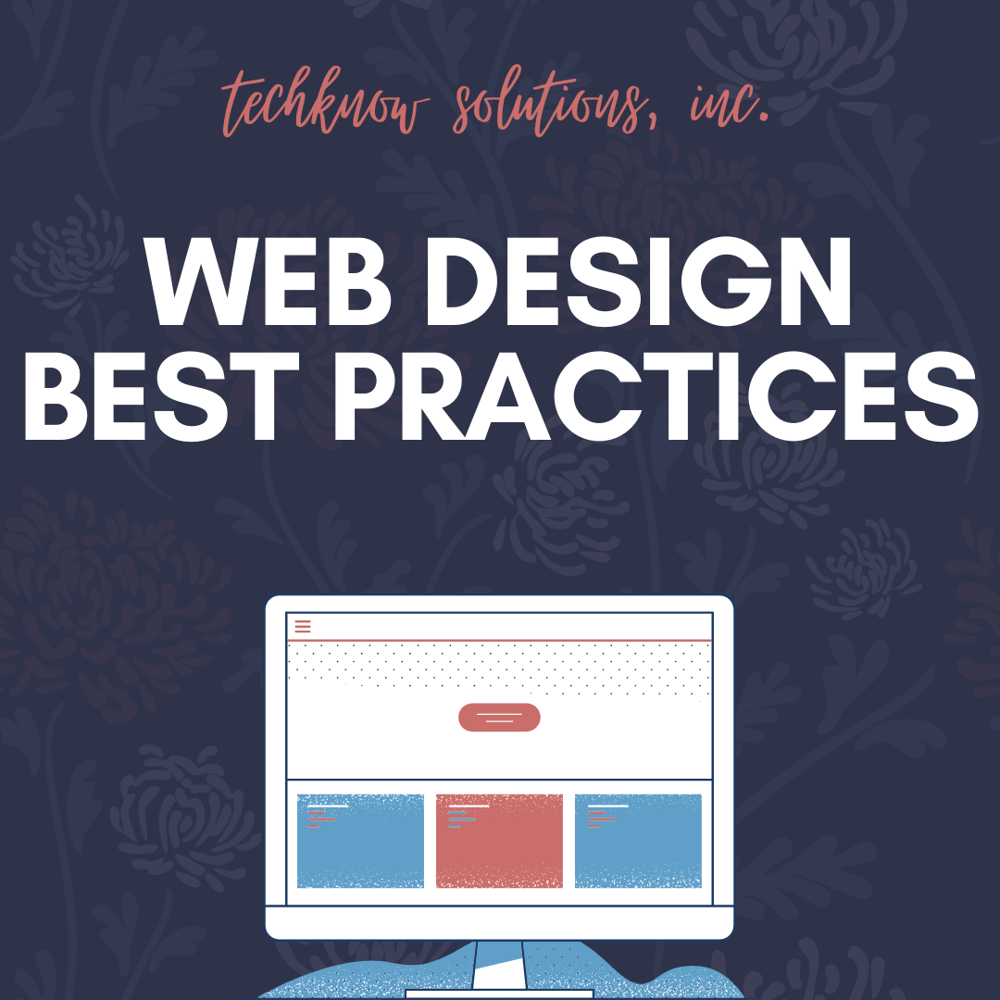 techknow solutions, inc.
WEB DESIGN
BEST PRACTICES